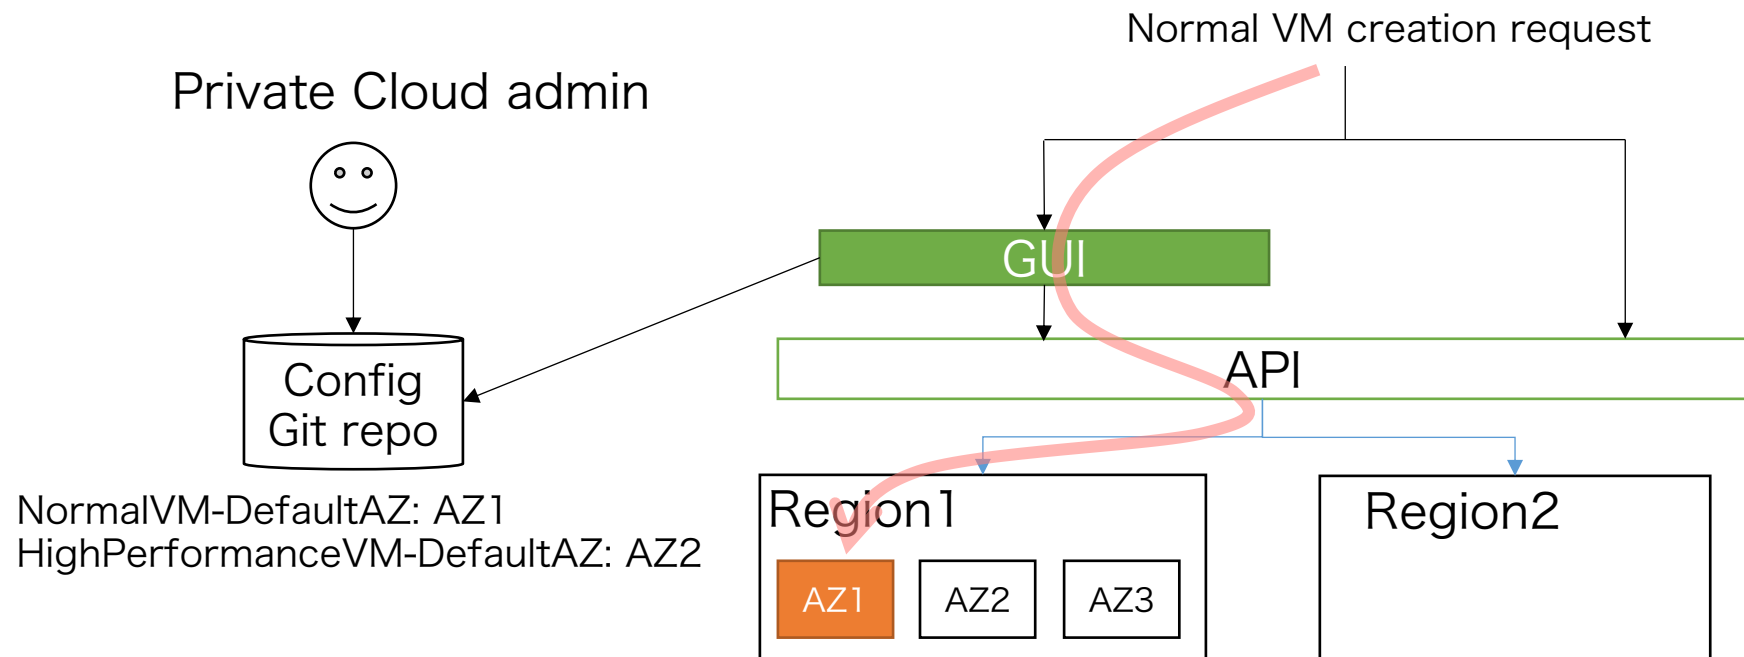 Normal VM creation request
Private Cloud admin
GUI
API
Config
Git repo
NormalVM-DefaultAZ: AZ1
HighPerformanceVM-DefaultAZ: AZ2
Region1
Region2
AZ1
AZ2
AZ3